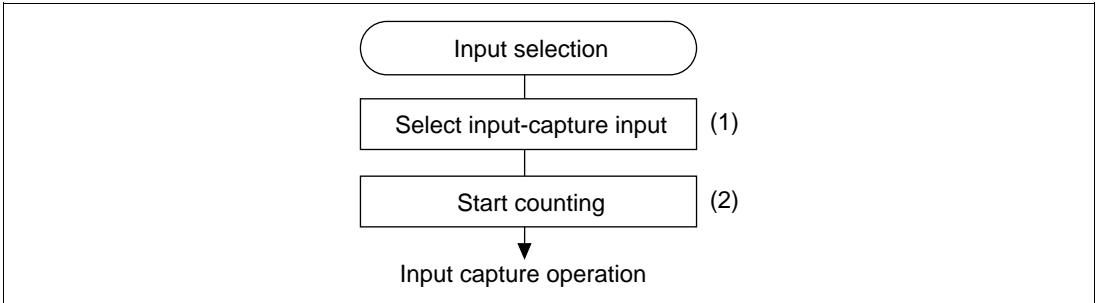 Input selection
Select input-capture input (1)
Start counting (2)
Input capture operation